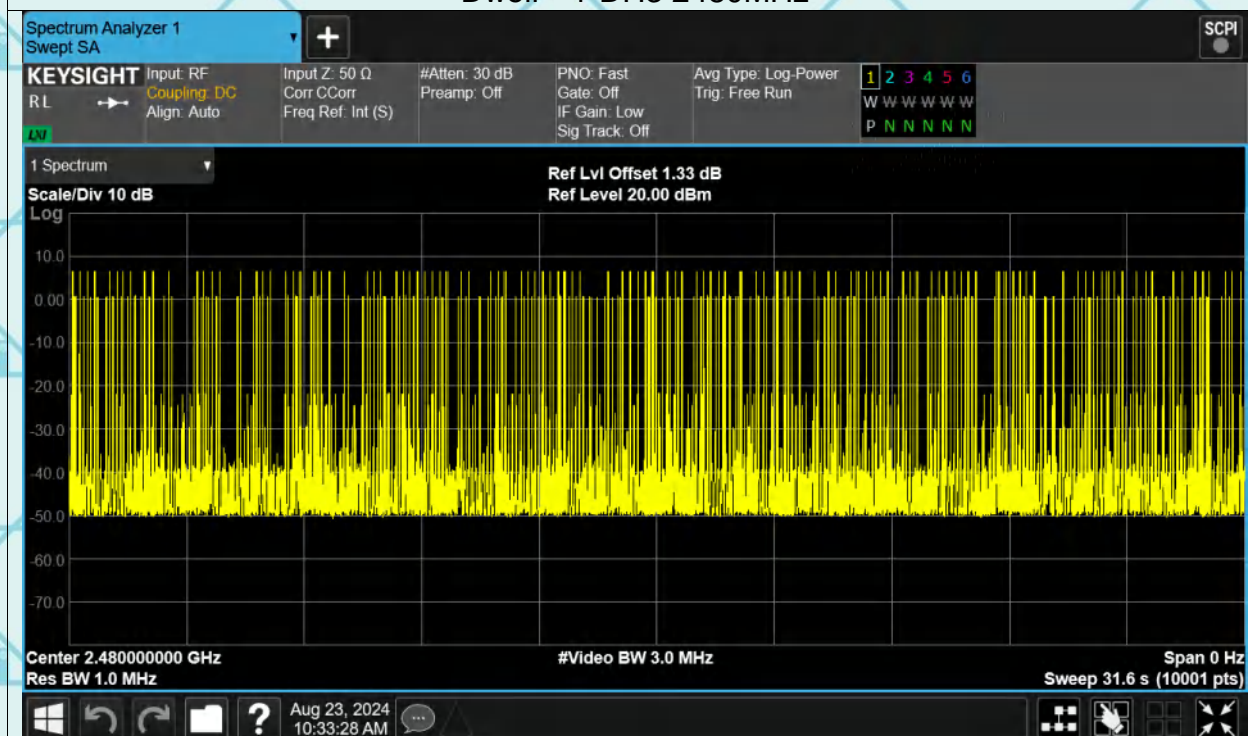 Spectrum Analyzer 1
Swept SA
+
SCPI
KEYSIGHT
RL
LXI
Input: RF
Coupling: DC
Align: Auto
Input Z: 50 Ω
Corr CCorr
Freq Ref: Int (S)
#Atten: 30 dB
Preamp: Off
PNO: Fast
Gate: Off
IF Gain: Low
Sig Track: Off
Avg Type: Log-Power
Trig: Free Run
1 2 3 4 5 6
W W W W W W
P N N N N N
1 Spectrum
Scale/Div 10 dB
Ref Lvl Offset 1.33 dB
Ref Level 20.00 dBm
Log
10.0
0.00
-10.0
-20.0
-30.0
-40.0
-50.0
-60.0
-70.0
Center 2.480000000 GHz
#Video BW 3.0 MHz
Span 0 Hz
Res BW 1.0 MHz
Sweep 31.6 s (10001 pts)
?
Aug 23, 2024
10:33:28 AM